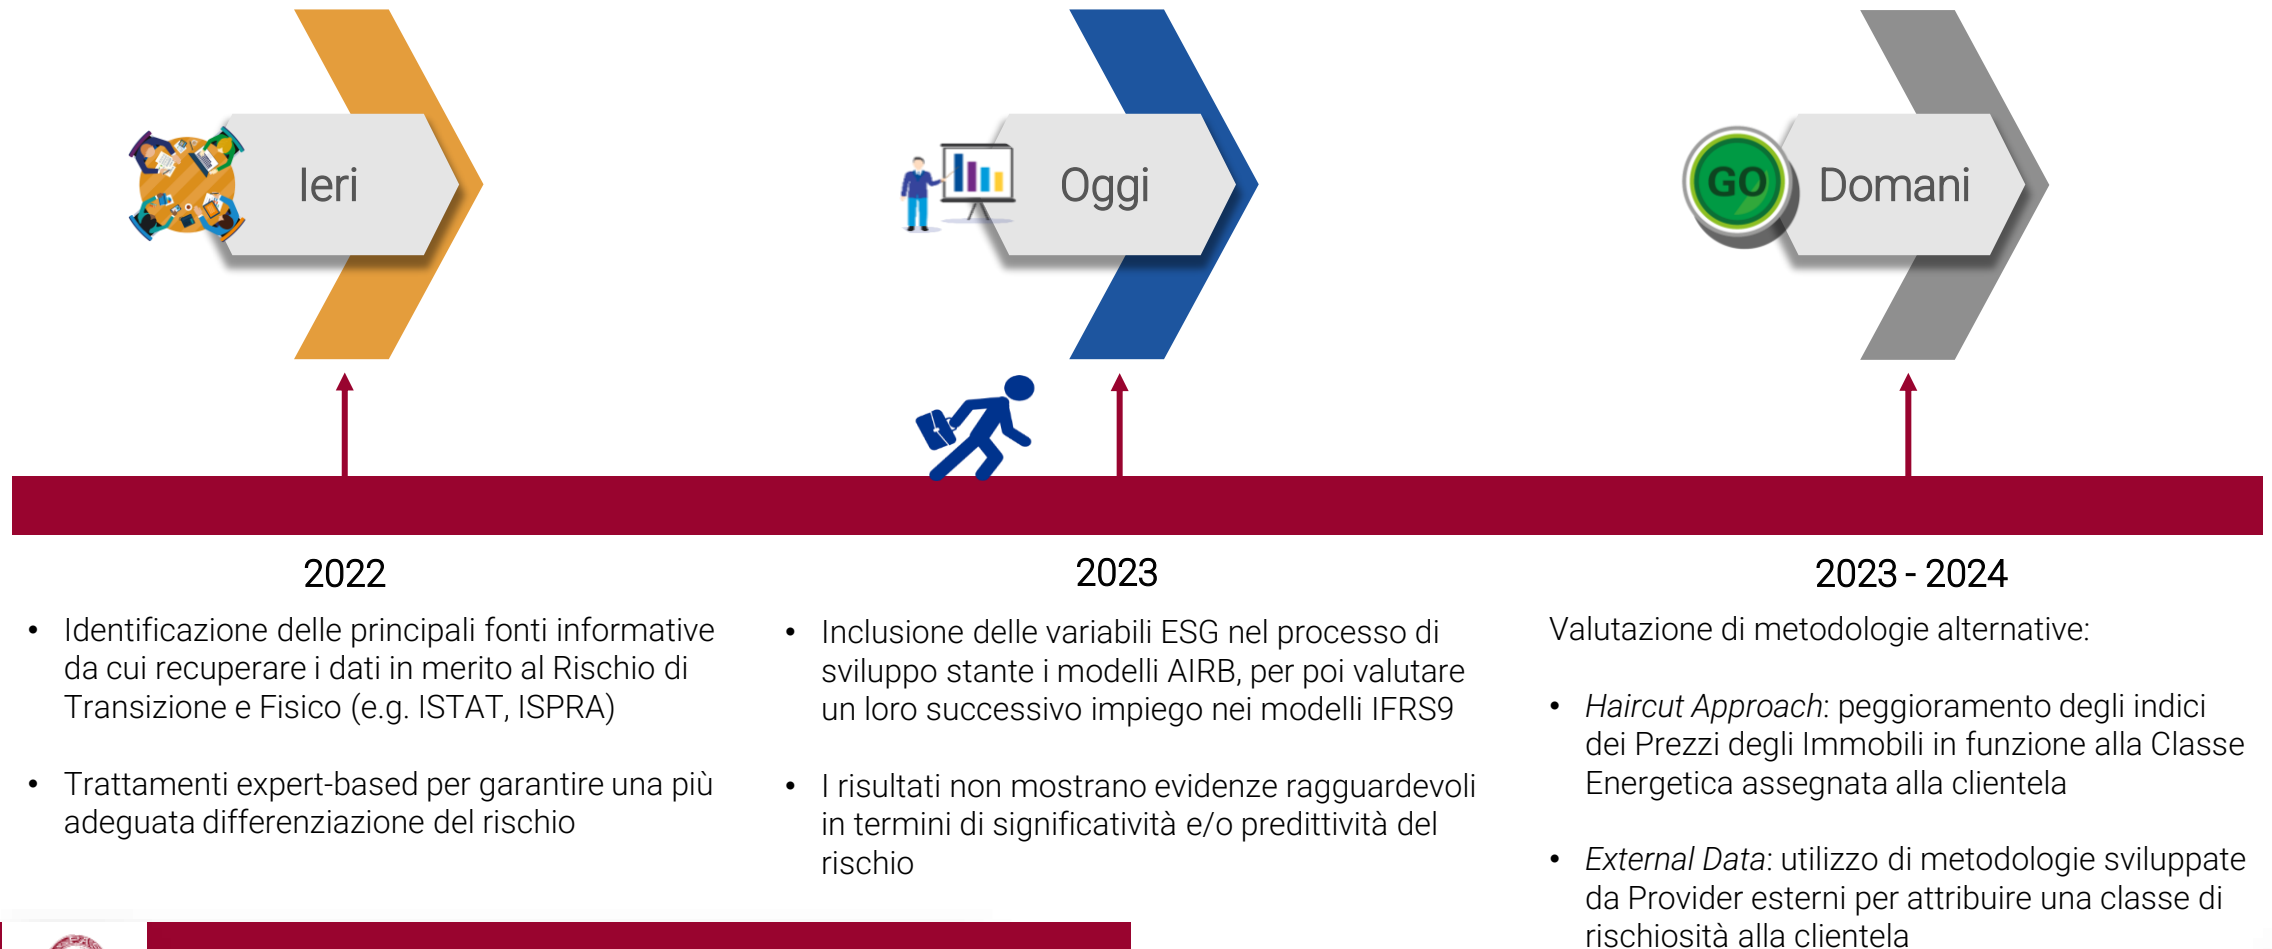 Ieri
Oggi
GO
Domani
2022
• Identificazione delle principali fonti informative
da cui recuperare i dati in merito al Rischio di
Transizione e Fisico (e.g. ISTAT, ISPRA)
• Trattamenti expert-based per garantire una più
adeguata differenziazione del rischio
2023
• Inclusione delle variabili ESG nel processo di
sviluppo stante i modelli AIRB, per poi valutare
un loro successivo impiego nei modelli IFRS9
• I risultati non mostrano evidenze ragguardevoli
in termini di significatività e/o predittività del
rischio
2023 - 2024
Valutazione di metodologie alternative:
• Haircut Approach: peggioramento degli indici
dei Prezzi degli Immobili in funzione alla Classe
Energetica assegnata alla clientela
• External Data: utilizzo di metodologie sviluppate
da Provider esterni per attribuire una classe di
rischiosità alla clientela